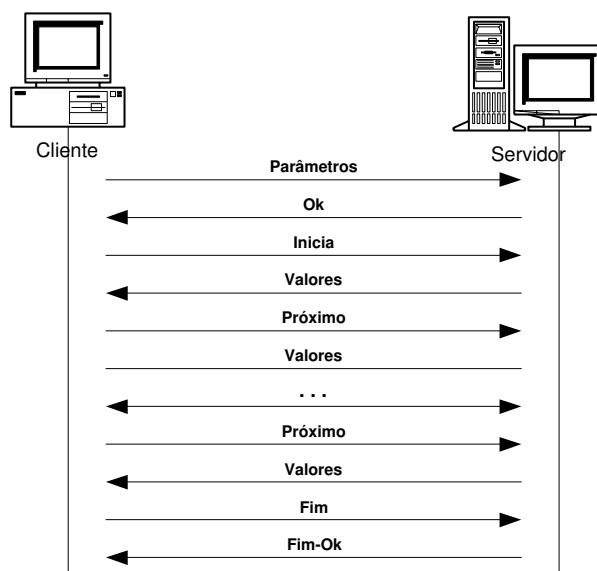 Cliente
Servidor
Parâmetros
Ok
Inicia
Valores
Próximo
Valores
. . .
Próximo
Valores
Fim
Fim-Ok